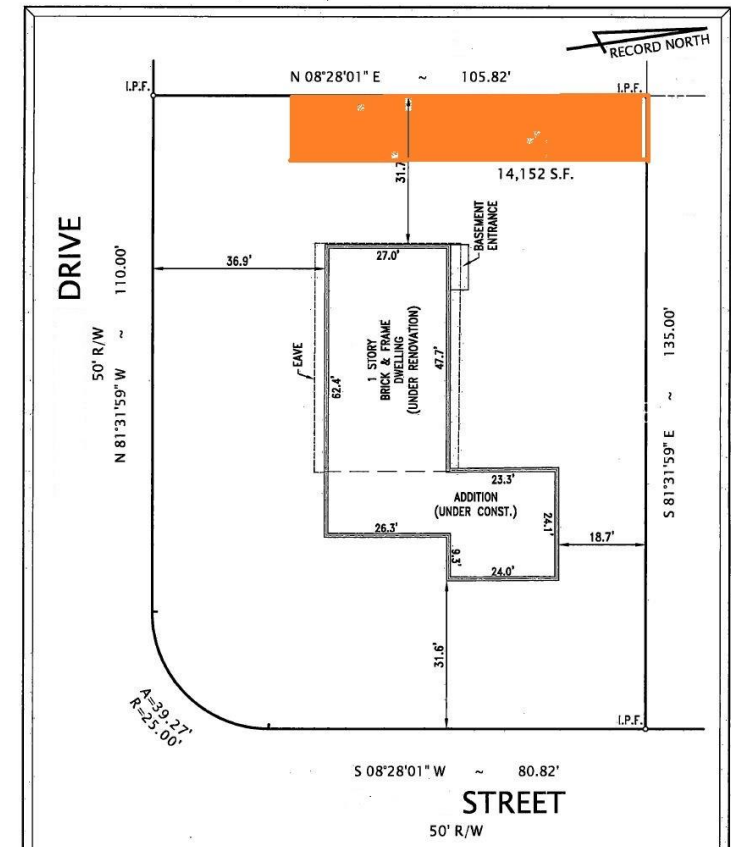 RECORD NORTH
N 08°28'01" E ~ 105.82'
I.P.F.
I.P.F.
14,152 S.F.
31.7
DRIVE
50' R/W
N 81°31'59" W ~ 110.00'
36.9'
27.0'
BASEMENT
ENTRANCE
EAVE
62.4'
1 STORY
BRICK & FRAME
DWELLING
(UNDER RENOVATION)
47.7'
S 81°31'59" E ~ 135.00'
23.3'
ADDITION
(UNDER CONST.)
24.1'
26.3'
9.3'
24.0'
18.7'
31.6'
A=39.27'
R=25.00'
I.P.F.
S 08°28'01" W ~ 80.82'
STREET
50' R/W